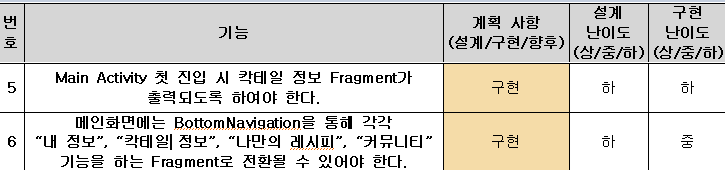 번호
기능
계획 사항
(설계/구현/향후)
설계
난이도
(상/중/하)
구현
난이도
(상/중/하)
5
Main Activity 첫 진입 시 칵테일 정보 Fragment가
출력되도록 하여야 한다.
구현
하
하
6
메인화면에는 BottomNavigation을 통해 각각
“내 정보”, “칵테일 정보”, “나만의 레시피”, “커뮤니티”
기능을 하는 Fragment로 전환될 수 있어야 한다.
구현
하
중